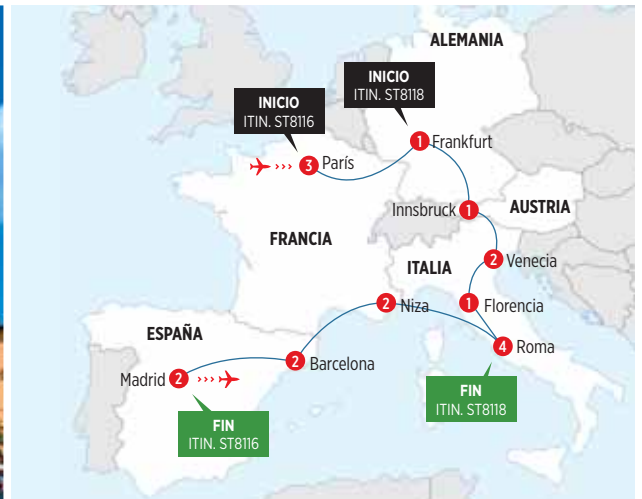 ALEMANIA
INICIO
ITIN. ST8118
INICIO
ITIN. ST8116
1 Frankfurt
3 París
Innsbruck 1
AUSTRIA
FRANCIA
2 Venecia
ITALIA
2 Niza
1 Florencia
ESPAÑA
4 Roma
2 Barcelona
Madrid 2
FIN
ITIN. ST8118
FIN
ITIN. ST8116